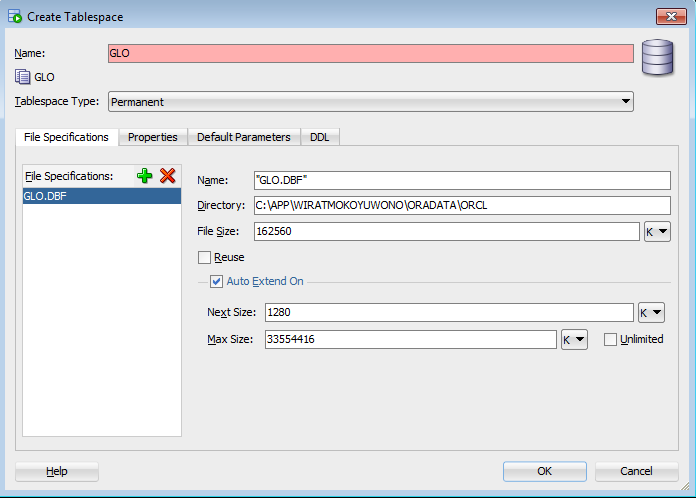 Create Tablespace
Name: GLO
GLO
Tablespace Type: Permanent
File Specifications Properties Default Parameters DDL
File Specifications:
GLO.DBF
Name: "GLO.DBF"
Directory: C:\APP\WIRATMOKOYUWONO\ORADATA\ORCL
File Size: 162560 K
Reuse
Auto Extend On
Next Size: 1280 K
Max Size: 33554416 K Unlimited
Help OK Cancel